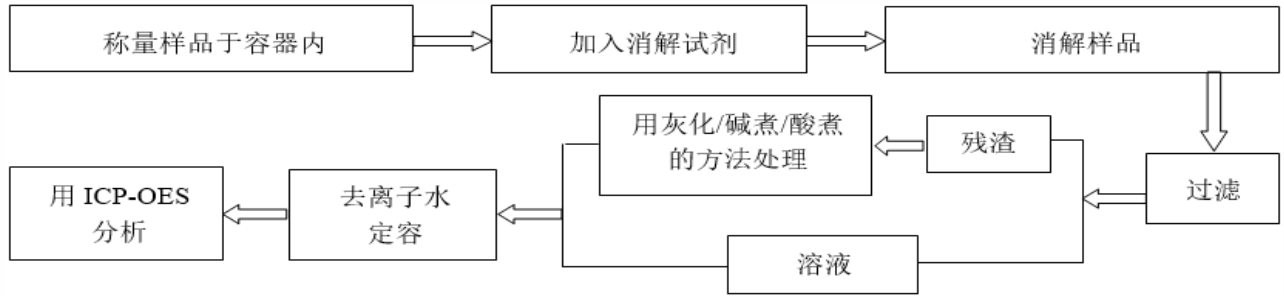 称量样品于容器内
加入消解试剂
消解样品
过滤
残渣
用灰化/碱煮/酸煮
的方法处理
溶液
去离子水
定容
用 ICP-OES
分析